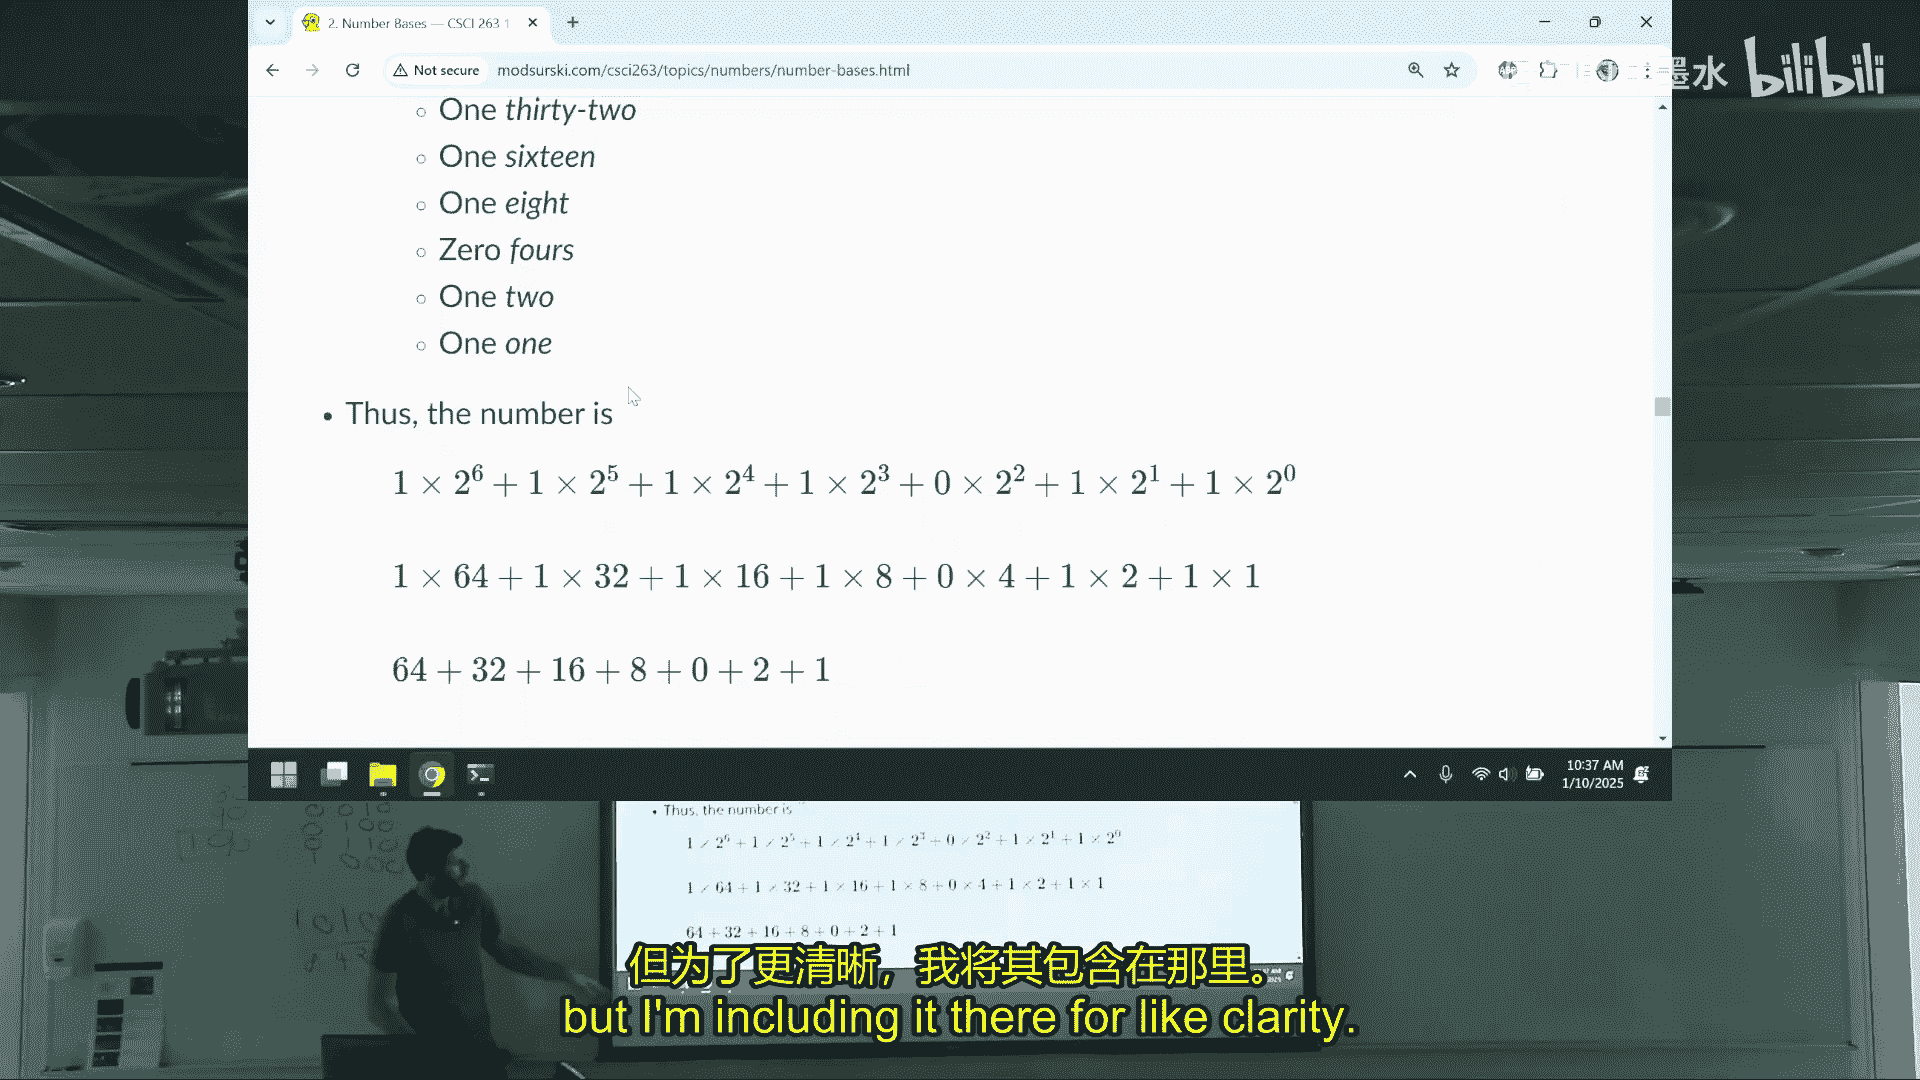 2. Number Bases — CSCI 263 1
Not secure
modsurski.com/csci263/topics/numbers/number-bases.html
墨水
bilibili
One thirty-two
One sixteen
One eight
Zero fours
One two
One one
Thus, the number is
1 × 2⁶ + 1 × 2⁵ + 1 × 2⁴ + 1 × 2³ + 0 × 2² + 1 × 2¹ + 1 × 2⁰
1 × 64 + 1 × 32 + 1 × 16 + 1 × 8 + 0 × 4 + 1 × 2 + 1 × 1
64 + 32 + 16 + 8 + 0 + 2 + 1
10:37 AM
1/10/2025
Thus, the number is
1 × 2⁶ + 1 × 2⁵ + 1 × 2⁴ + 1 × 2³ + 0 × 2² + 1 × 2¹ + 1 × 2⁰
1 × 64 + 1 × 32 + 1 × 16 + 1 × 8 + 0 × 4 + 1 × 2 + 1 × 1
64 + 32 + 16 + 8 + 0 + 2 + 1
但为了更清晰，我将其包含在那里。
but I'm including it there for like clarity.